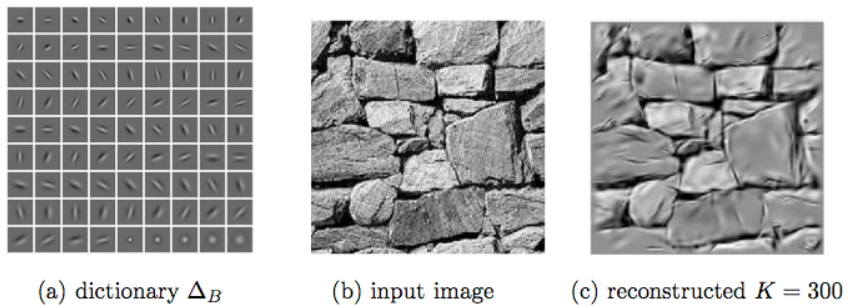 (a) dictionary Δ_B
(b) input image
(c) reconstructed K = 300